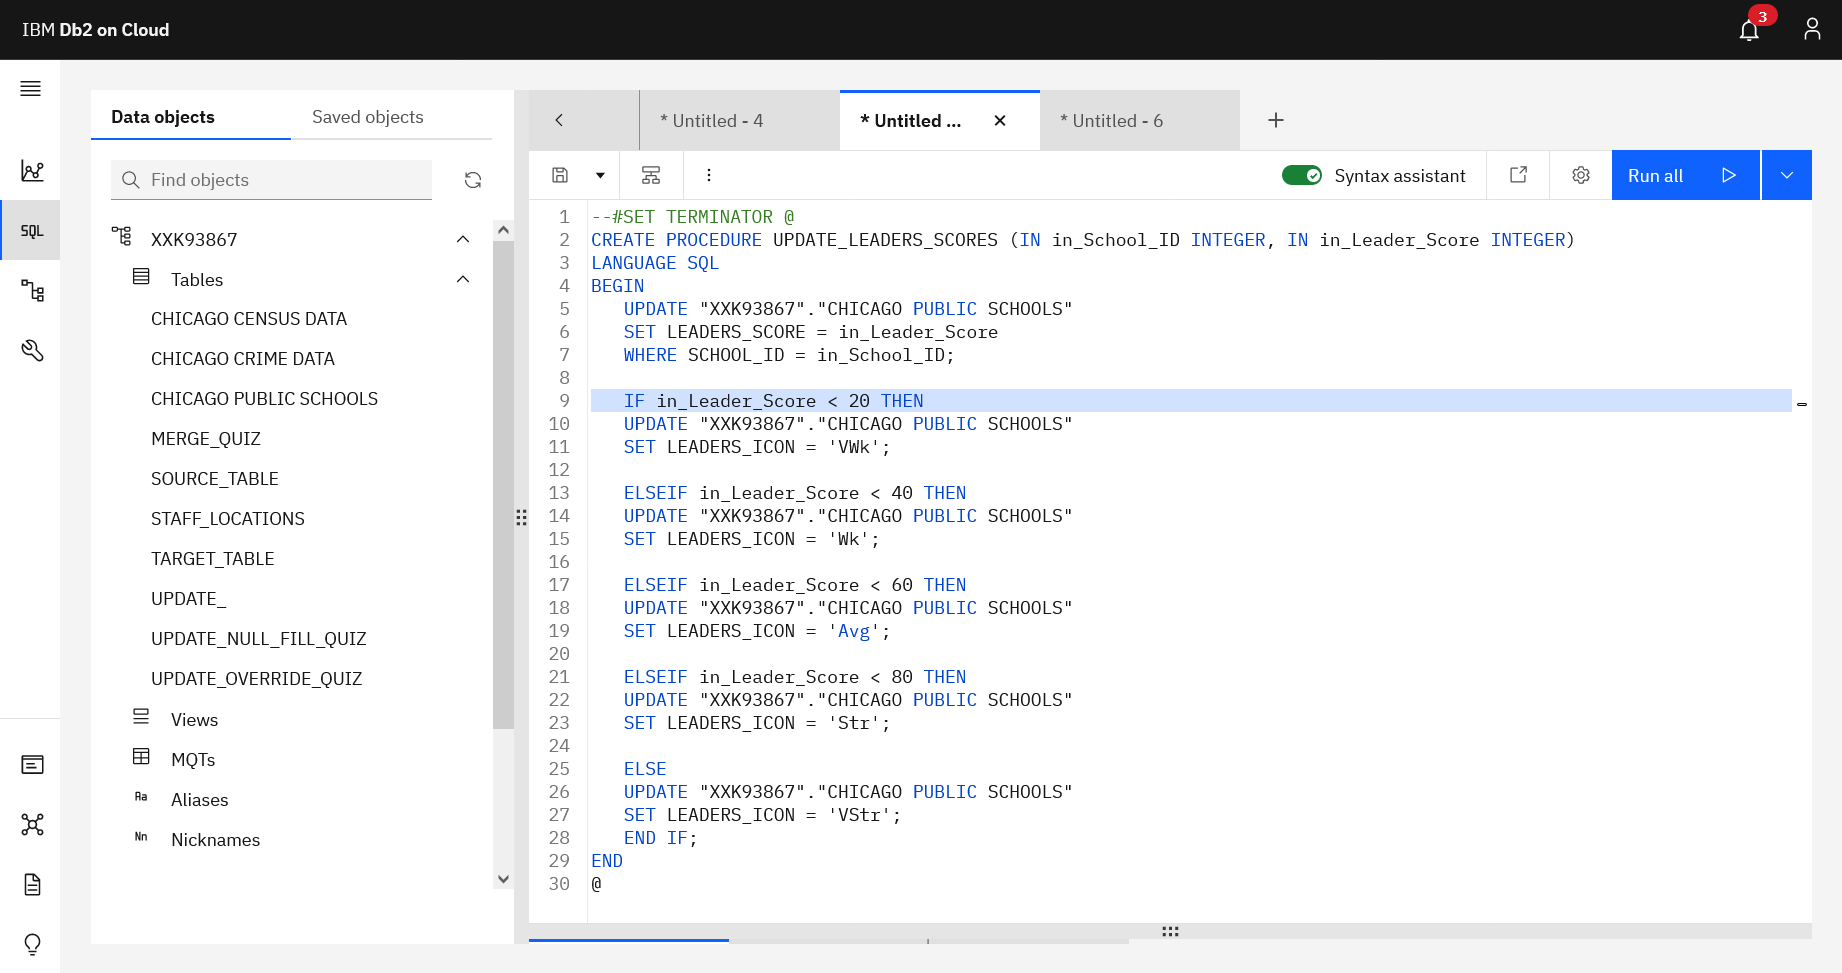 IBM Db2 on Cloud
3
Data objects
Saved objects
Find objects
XXK93867
Tables
CHICAGO CENSUS DATA
CHICAGO CRIME DATA
CHICAGO PUBLIC SCHOOLS
MERGE_QUIZ
SOURCE_TABLE
STAFF_LOCATIONS
TARGET_TABLE
UPDATE_
UPDATE_NULL_FILL_QUIZ
UPDATE_OVERRIDE_QUIZ
Views
MQTs
Aa Aliases
Nn Nicknames
SQL
* Untitled - 4
* Untitled ...
* Untitled - 6
Syntax assistant
Run all
1 --#SET TERMINATOR @
2 CREATE PROCEDURE UPDATE_LEADERS_SCORES (IN in_School_ID INTEGER, IN in_Leader_Score INTEGER)
3 LANGUAGE SQL
4 BEGIN
5 UPDATE "XXK93867"."CHICAGO PUBLIC SCHOOLS"
6 SET LEADERS_SCORE = in_Leader_Score
7 WHERE SCHOOL_ID = in_School_ID;
8
9 IF in_Leader_Score < 20 THEN
10 UPDATE "XXK93867"."CHICAGO PUBLIC SCHOOLS"
11 SET LEADERS_ICON = 'VWk';
12
13 ELSEIF in_Leader_Score < 40 THEN
14 UPDATE "XXK93867"."CHICAGO PUBLIC SCHOOLS"
15 SET LEADERS_ICON = 'Wk';
16
17 ELSEIF in_Leader_Score < 60 THEN
18 UPDATE "XXK93867"."CHICAGO PUBLIC SCHOOLS"
19 SET LEADERS_ICON = 'Avg';
20
21 ELSEIF in_Leader_Score < 80 THEN
22 UPDATE "XXK93867"."CHICAGO PUBLIC SCHOOLS"
23 SET LEADERS_ICON = 'Str';
24
25 ELSE
26 UPDATE "XXK93867"."CHICAGO PUBLIC SCHOOLS"
27 SET LEADERS_ICON = 'VStr';
28 END IF;
29 END
30 @